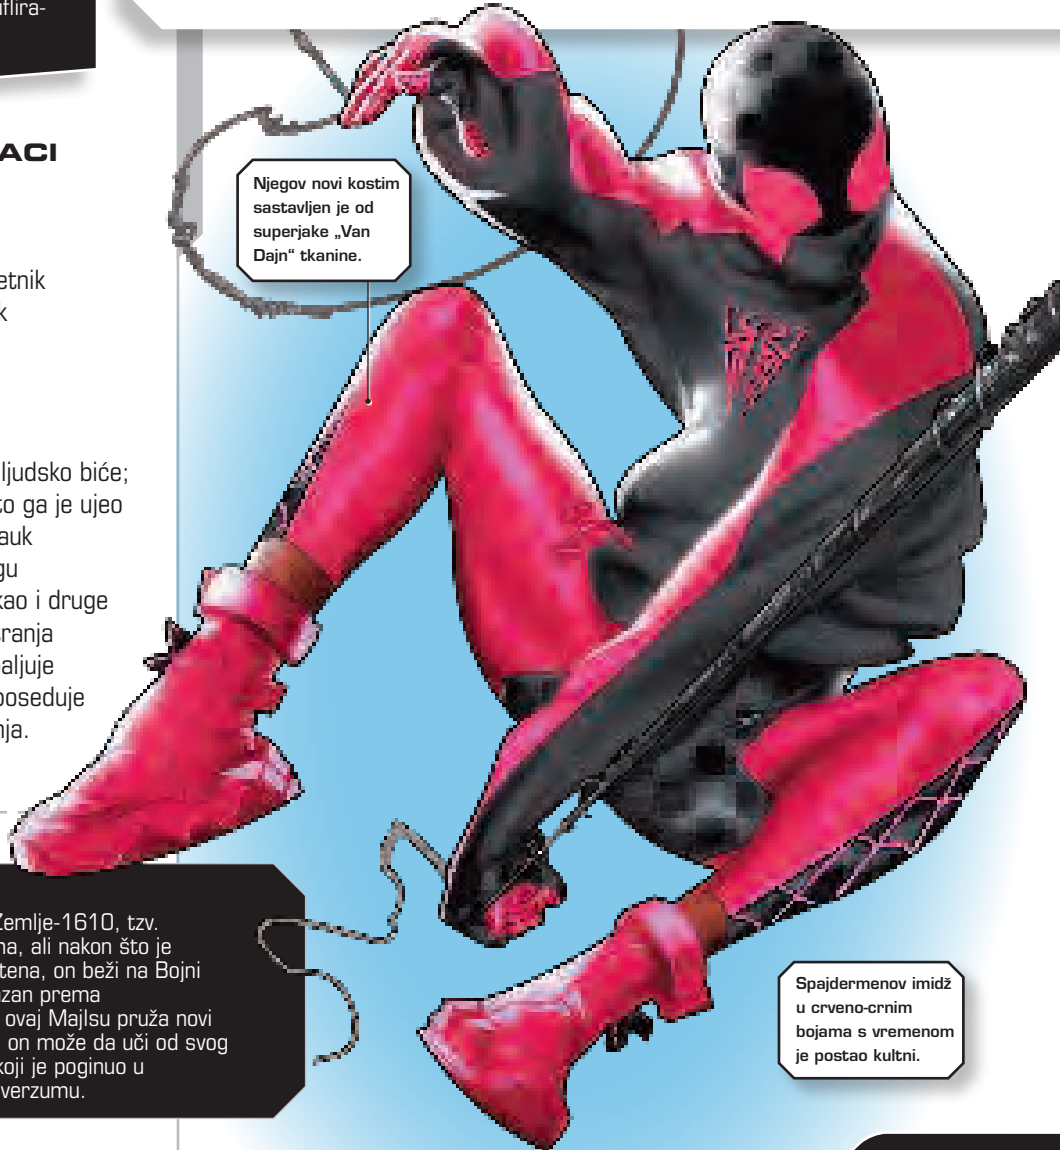 uflira-
ACI
etnik
k
ljudsko biće;
to ga je ujeo
auk
gu
kao i druge
ranja
aljuje
poseduje
nja.
Njegov novi kostim
sastavljen je od
superjake „Van
Dajn“ tkanine.
Zemlje-1610, tzv.
na, ali nakon što je
tena, on beži na Bojni
zan prema
ovaj Majlsu pruža novi
on može da uči od svog
koji je poginuo u
verzumu.
Spajdermenov imidž
u crveno-crnim
bojama s vremenom
je postao kultni.